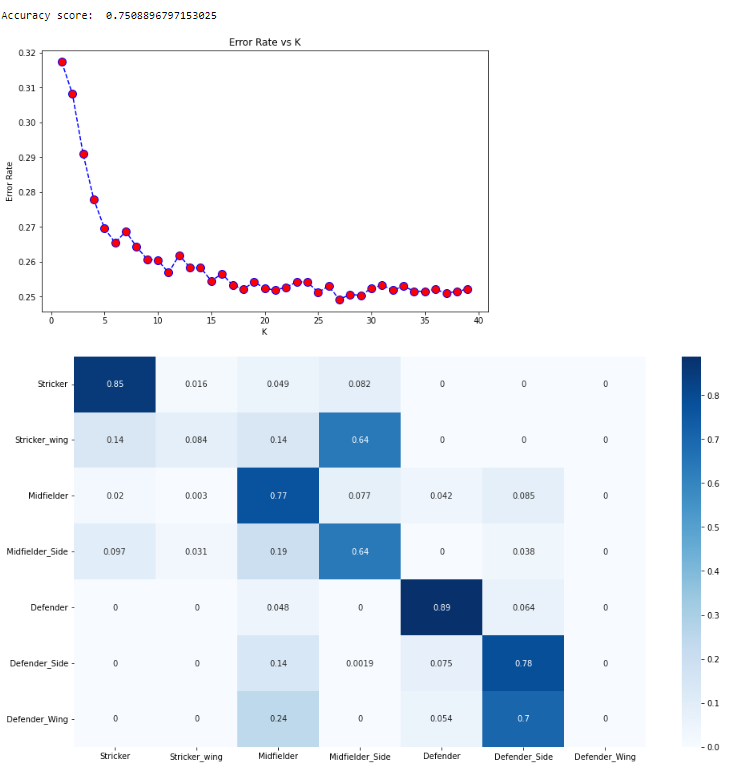 Accuracy score:  0.7508896797153025
Error Rate vs K
0.32
0.31
0.30
0.29
0.28
0.27
0.26
0.25
Error Rate
0 5 10 15 20 25 30 35 40
K
Stricker 0.85 0.016 0.049 0.082 0 0 0
Stricker_wing 0.14 0.084 0.14 0.64 0 0 0
Midfielder 0.02 0.003 0.77 0.077 0.042 0.085 0
Midfielder_Side 0.097 0.031 0.19 0.64 0 0.038 0
Defender 0 0 0.048 0 0.89 0.064 0
Defender_Side 0 0 0.14 0.0019 0.075 0.78 0
Defender_Wing 0 0 0.24 0 0.054 0.7 0
Stricker Stricker_wing Midfielder Midfielder_Side Defender Defender_Side Defender_Wing
0.8
0.7
0.6
0.5
0.4
0.3
0.2
0.1
0.0